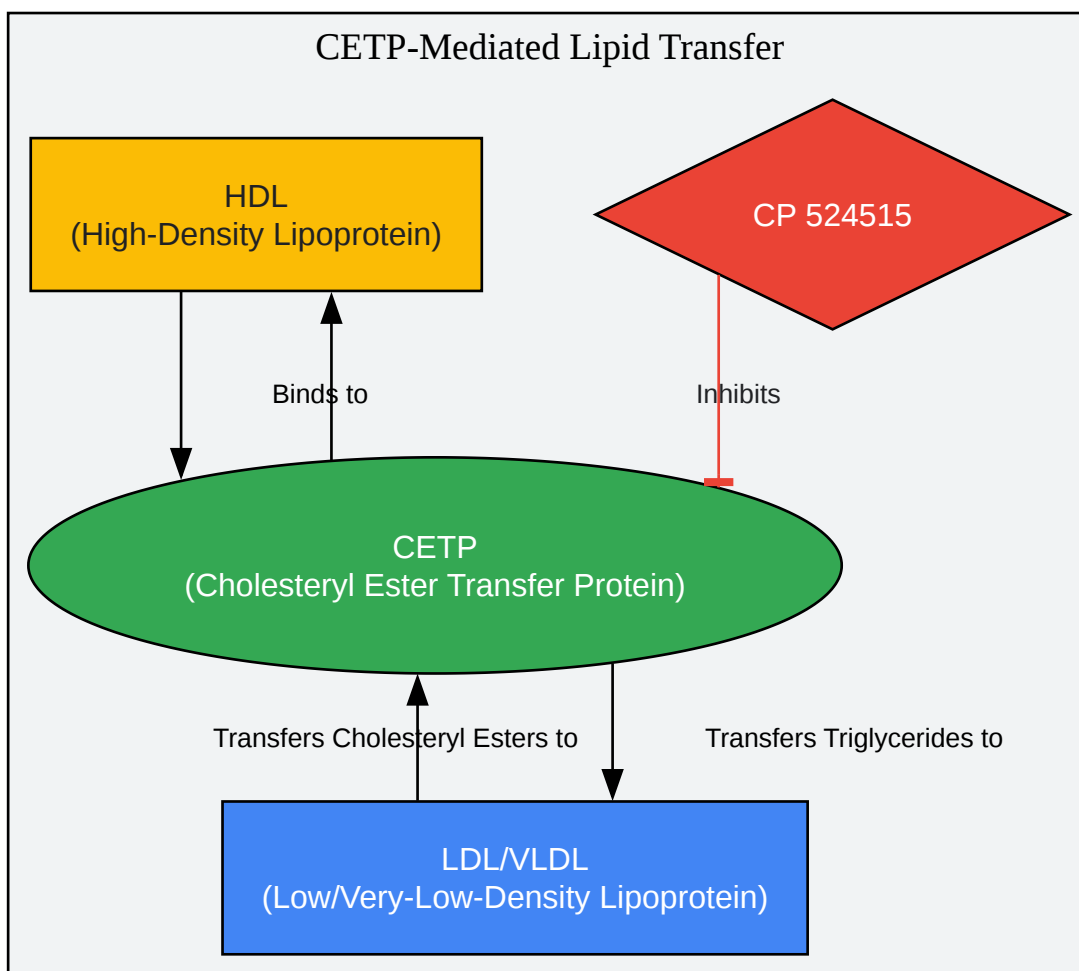 CETP-Mediated Lipid Transfer
HDL
(High-Density Lipoprotein)
CP 524515
Binds to
Inhibits
CETP
(Cholesteryl Ester Transfer Protein)
Transfers Cholesteryl Esters to
Transfers Triglycerides to
LDL/VLDL
(Low/Very-Low-Density Lipoprotein)